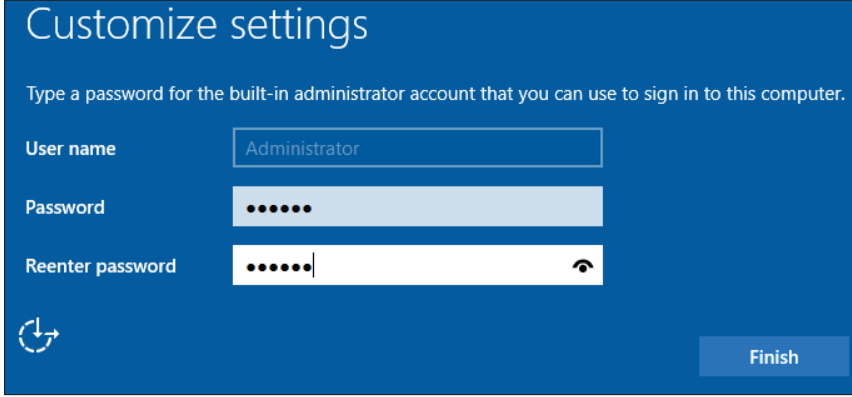 Customize settings
Type a password for the built-in administrator account that you can use to sign in to this computer.
User name Administrator
Password ●●●●●●
Reenter password ●●●●●●
Finish